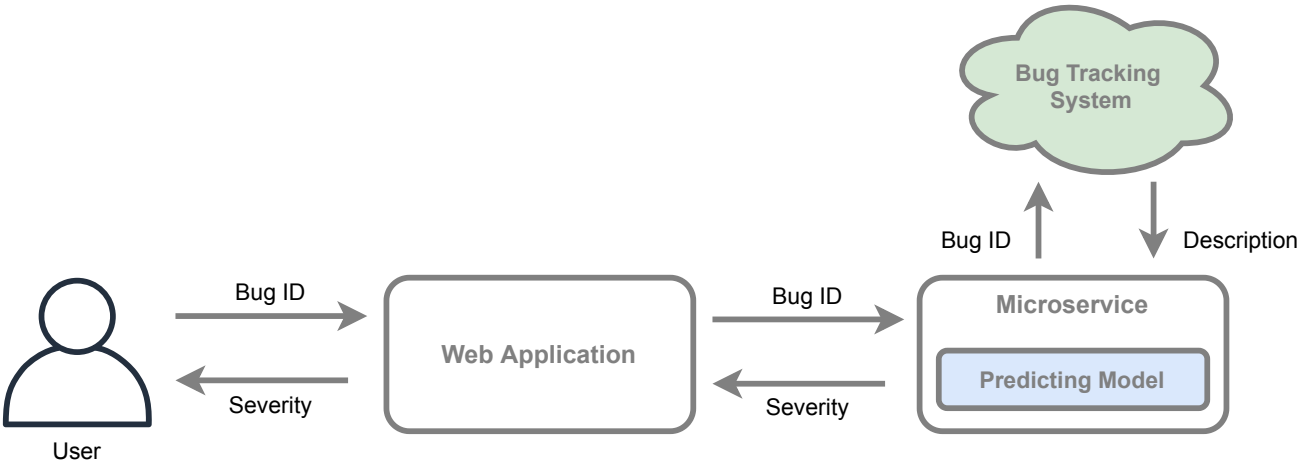 Bug Tracking
System
Bug ID
Description
Bug ID
Bug ID
Microservice
Web Application
Predicting Model
Severity
Severity
User